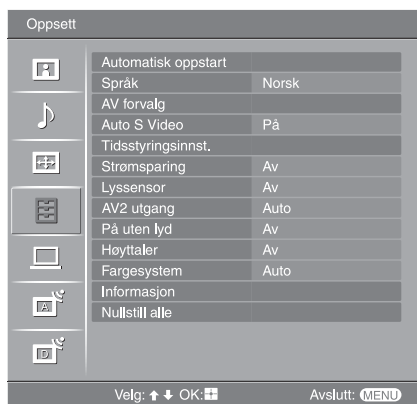 Oppsett
Automatisk oppstart
Språk Norsk
AV forvalg
Auto S Video På
Tidsstyringsinnst.
Strømsparing Av
Lyssensor Av
AV2 utgang Auto
På uten lyd Av
Høyttaler Av
Fargesystem Auto
Informasjon
Nullstill alle
A
D
Velg: OK: Avslutt: MENU